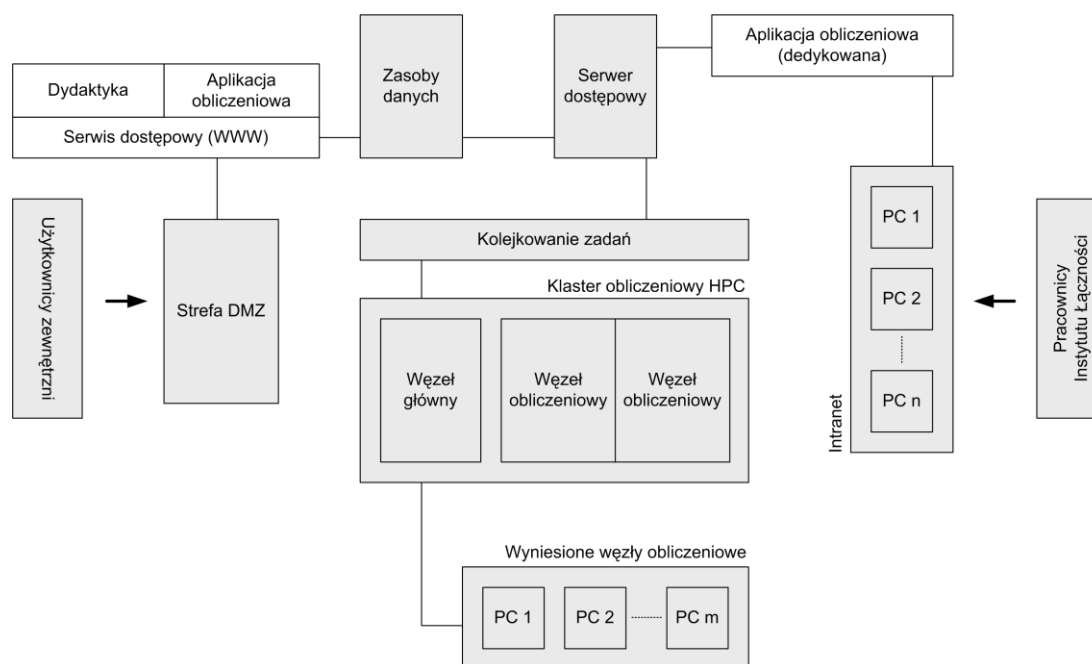 Dydaktyka
Aplikacja
obliczeniowa
Serwis dostępowy (WWW)
Zasoby
danych
Serwer
dostępowy
Aplikacja obliczeniowa
(dedykowana)
Użytkownicy zewnętrzni
Strefa DMZ
Kolejkowanie zadań
Klaster obliczeniowy HPC
Węzeł
główny
Węzeł
obliczeniowy
Węzeł
obliczeniowy
Wyniesione węzły obliczeniowe
PC 1
PC 2
PC m
Intranet
PC 1
PC 2
PC n
Pracownicy
Instytutu Łączności